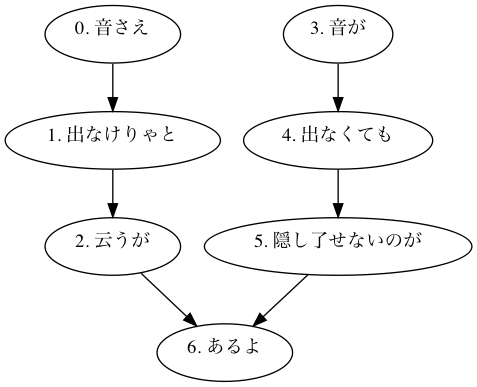 0. 音さえ
3. 音が
1. 出なけりゃと
4. 出なくても
2. 云うが
5. 隠し了せないのが
6. あるよ